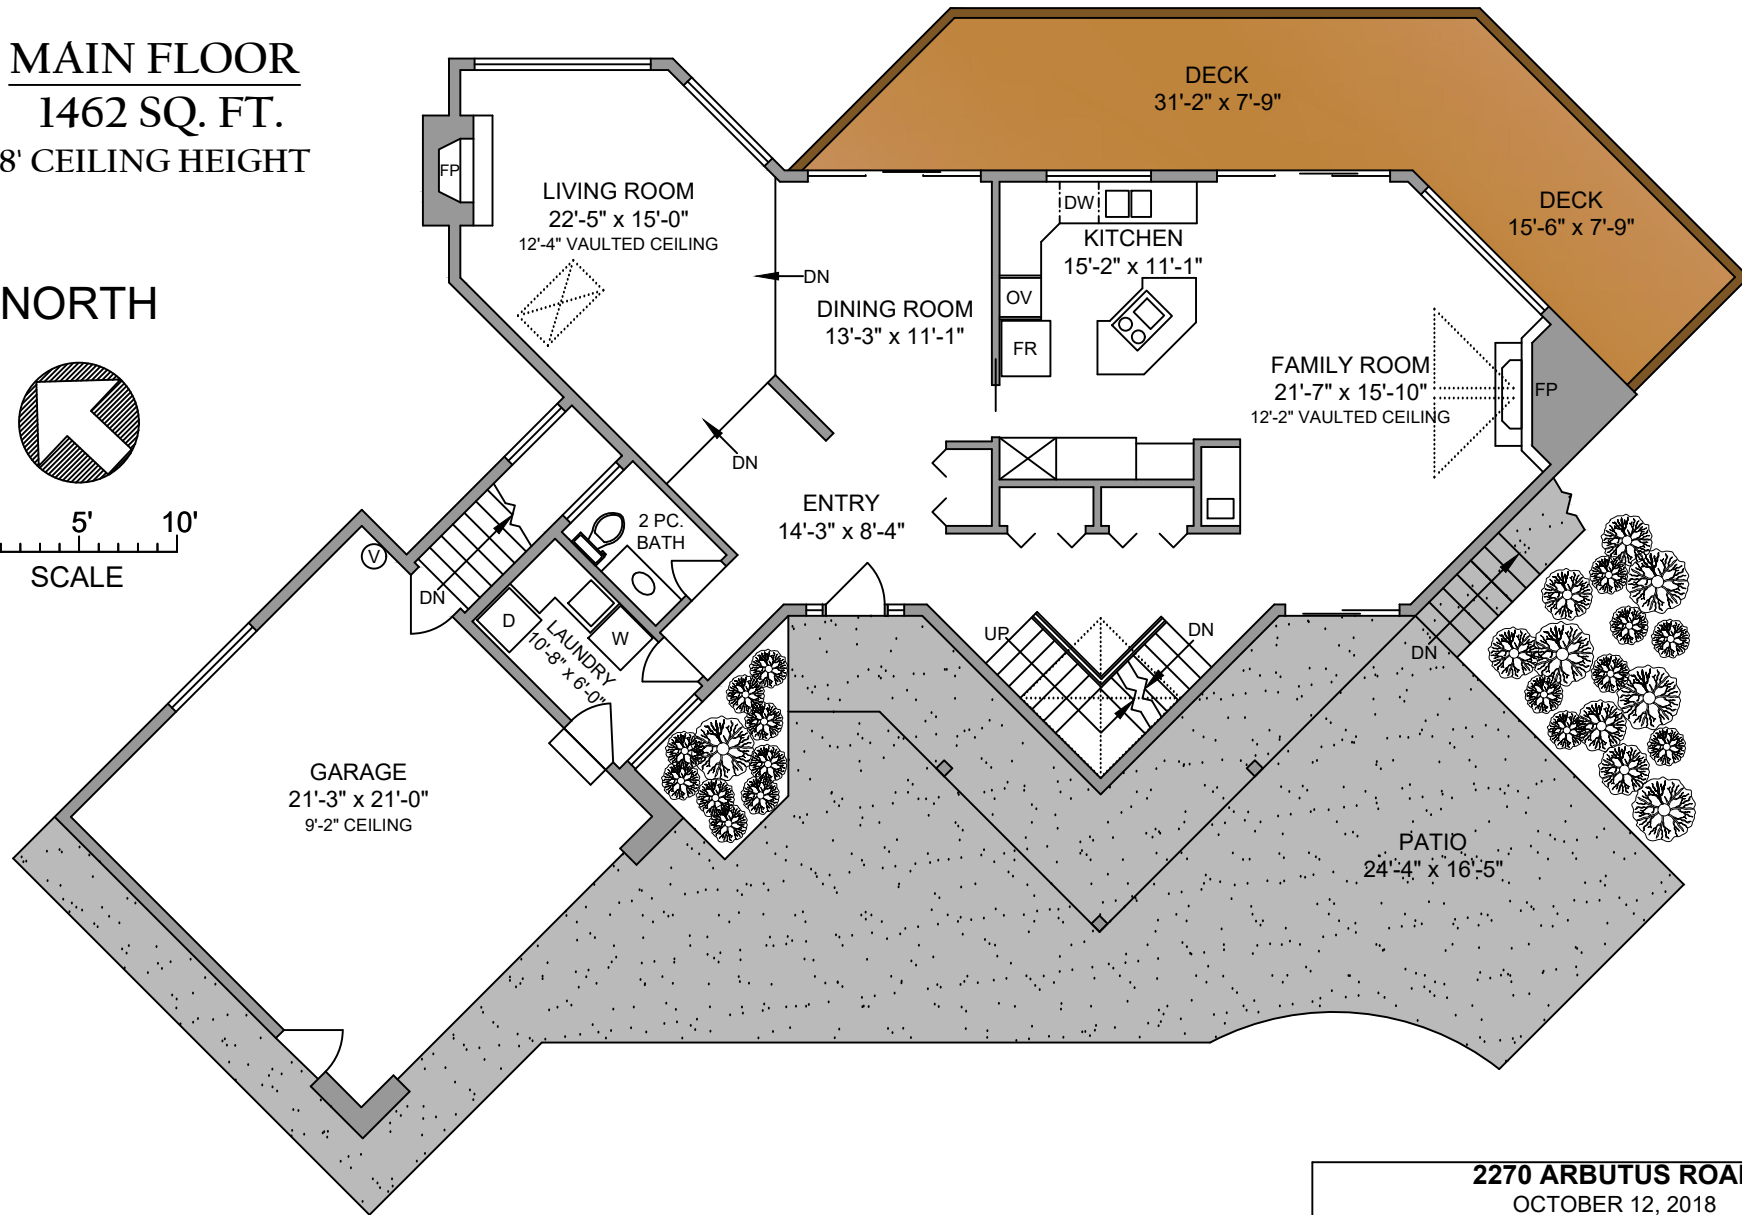 MAIN FLOOR
1462 SQ. FT.
8' CEILING HEIGHT
NORTH
5' 10'
SCALE
DECK
31'-2" x 7'-9"
DECK
15'-6" x 7'-9"
FP
LIVING ROOM
22'-5" x 15'-0"
12'-4" VAULTED CEILING
DN
DINING ROOM
13'-3" x 11'-1"
DW
KITCHEN
15'-2" x 11'-1"
OV
FR
FAMILY ROOM
21'-7" x 15'-10"
12'-2" VAULTED CEILING
FP
DN
ENTRY
14'-3" x 8'-4"
2 PC.
BATH
V
DN
D
W
LAUNDRY
10'-8" x 6'-0"
UP
DN
DN
GARAGE
21'-3" x 21'-0"
9'-2" CEILING
PATIO
24'-4" x 16'-5"
2270 ARBUTUS ROAD
OCTOBER 12, 2018